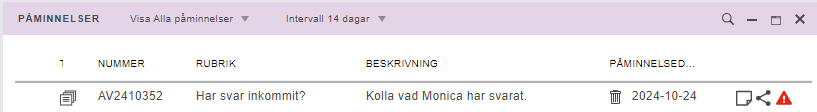 PÅMINNELSER Visa Alla påminnelser Intervall 14 dagar
T NUMMER RUBRIK BESKRIVNING PÅMINNELSED...
AV2410352 Har svar inkommit? Kolla vad Monica har svarat. 2024-10-24